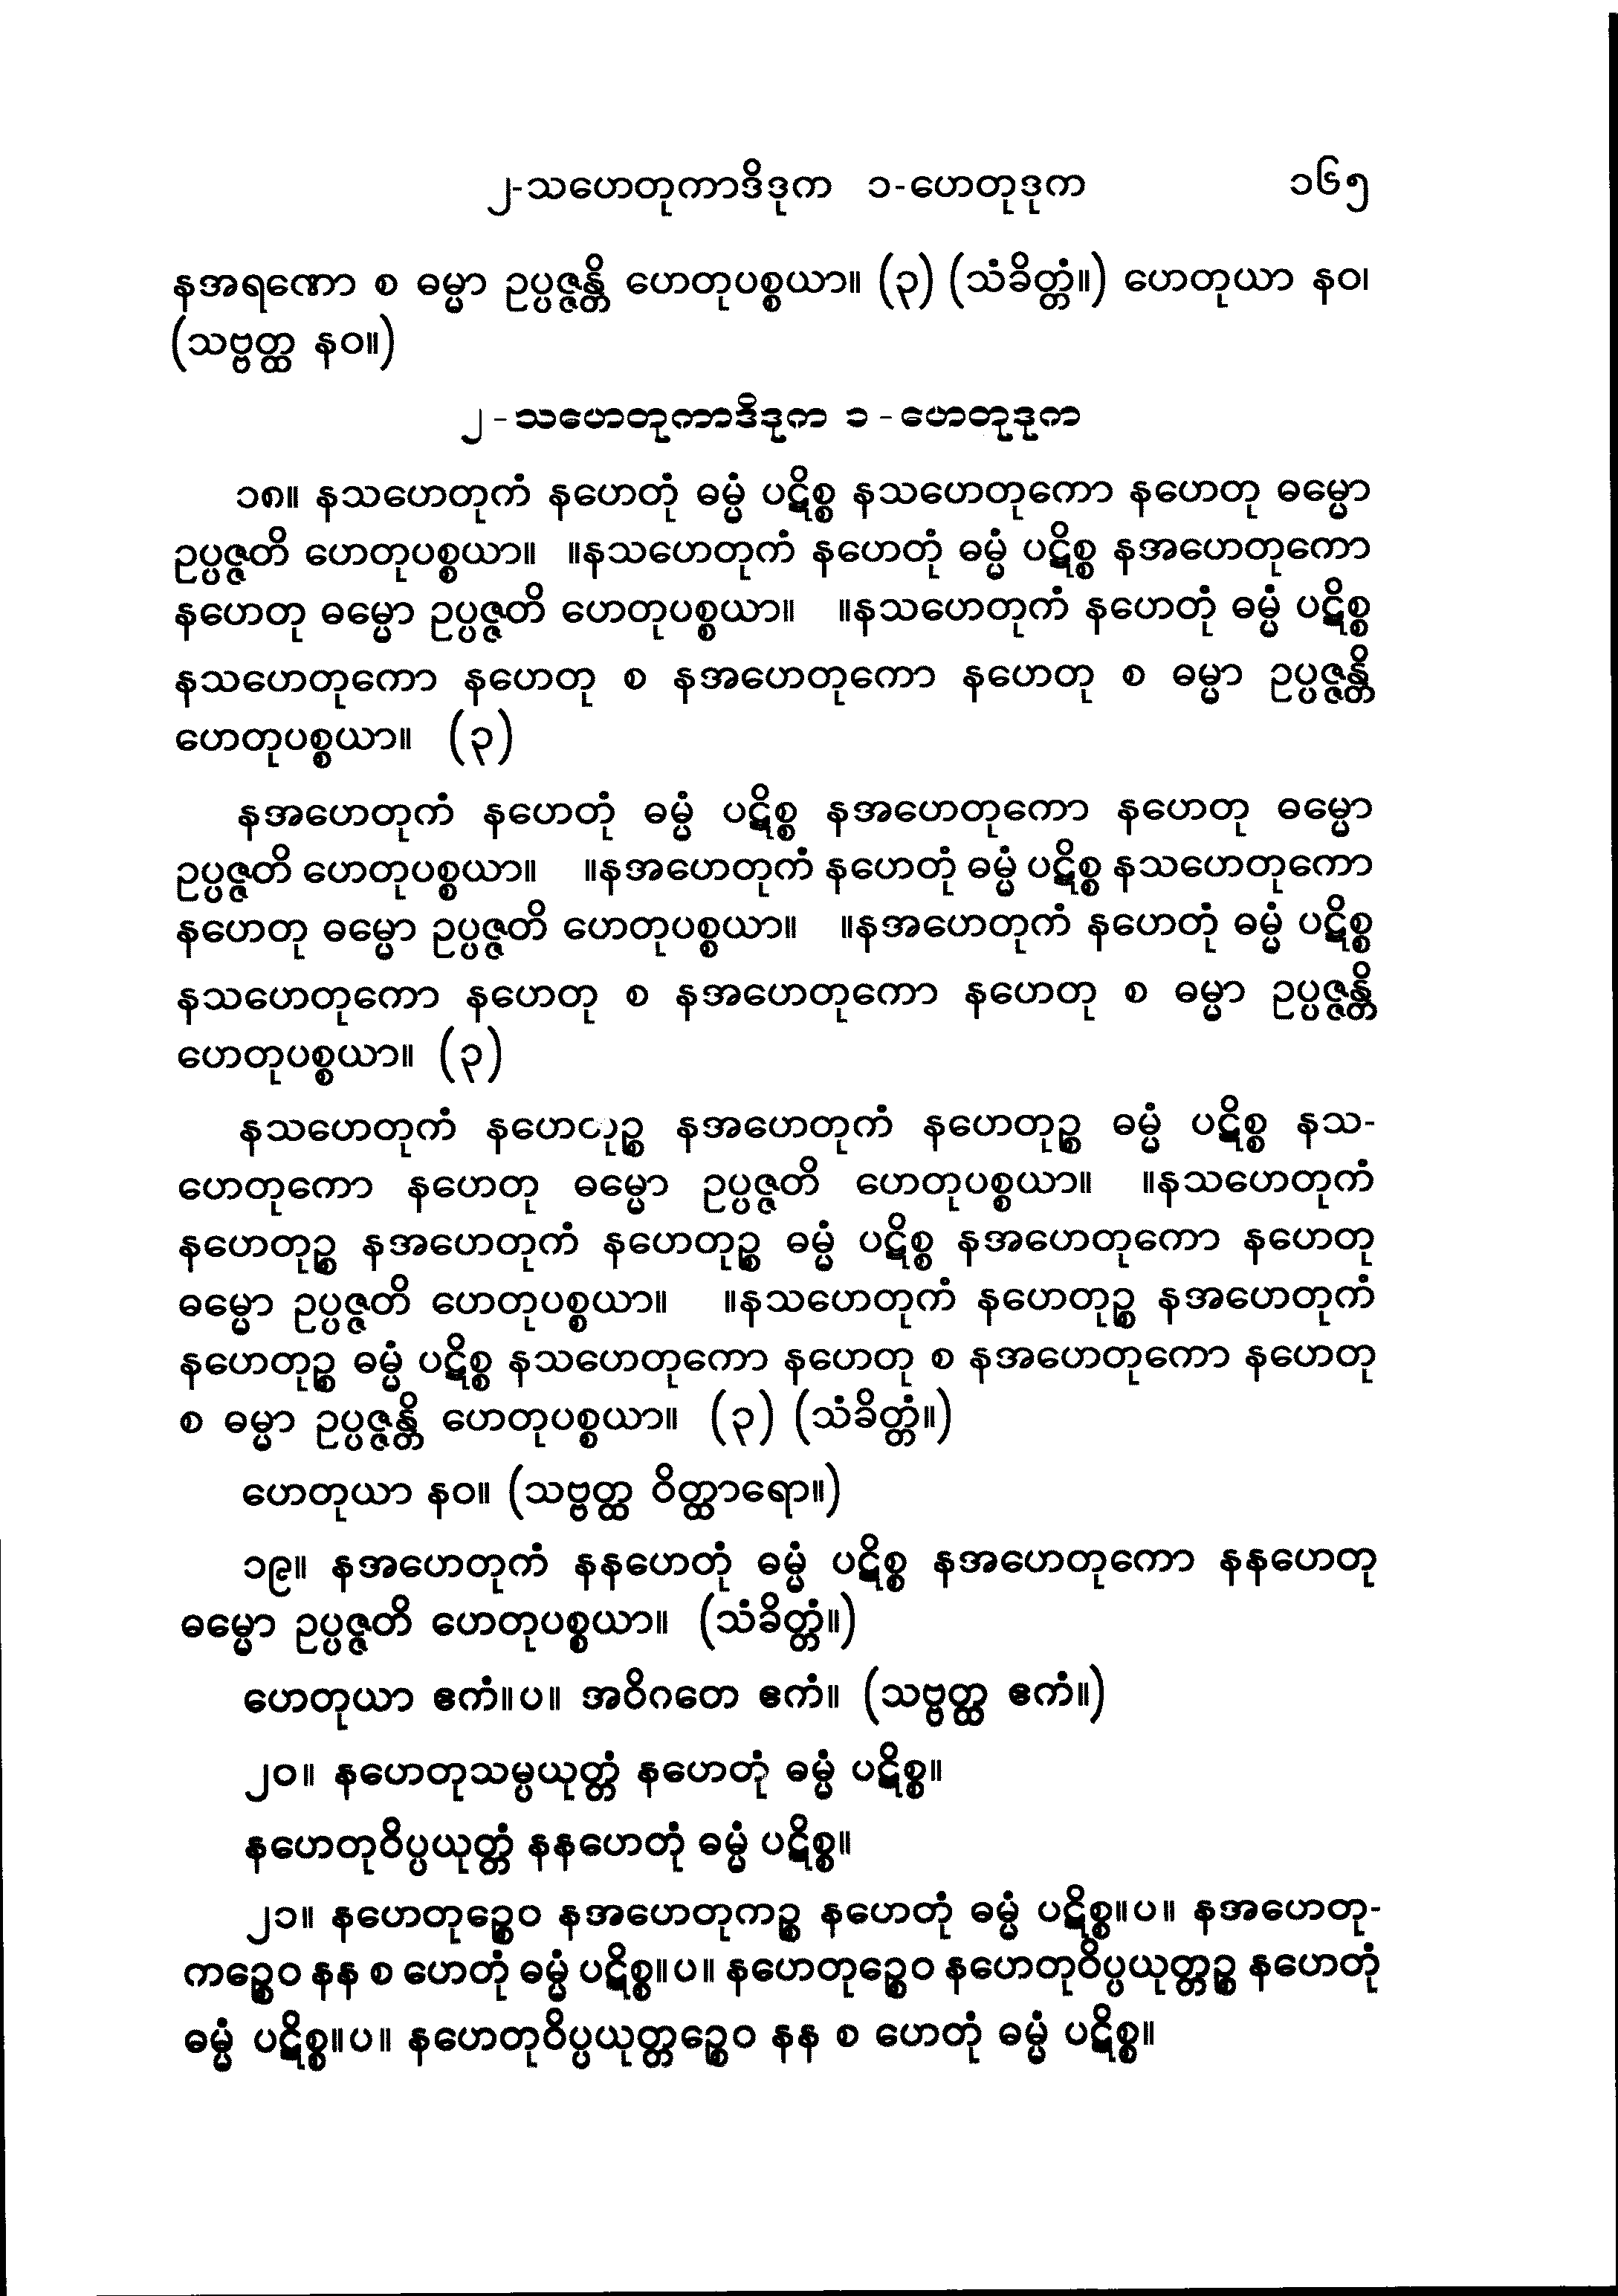 ၂-သဟေတုကာဒိဒုက ၁-ဟေတုဒုက ၁၆၅
နအရဏော စ ဓမ္မာ ဥပ္ပဇ္ဇန္တိ ဟေတုပစ္စယာ။ (၃) (သံခိတ္တံ။) ဟေတုယာ နဝ၊
(သဗ္ဗတ္ထ နဝ။)
၂-သဟေတုကာဒိဒုက ၁-ဟေတုဒုက
၁၈။ နသဟေတုကံ နဟေတုံ ဓမ္မံ ပဋိစ္စ နသဟေတုကော နဟေတု ဓမ္မော
ဥပ္ပဇ္ဇတိ ဟေတုပစ္စယာ။ ။နသဟေတုကံ နဟေတုံ ဓမ္မံ ပဋိစ္စ နအဟေတုကော
နဟေတု ဓမ္မော ဥပ္ပဇ္ဇတိ ဟေတုပစ္စယာ။ ။နသဟေတုကံ နဟေတုံ ဓမ္မံ ပဋိစ္စ
နသဟေတုကော နဟေတု စ နအဟေတုကော နဟေတု စ ဓမ္မာ ဥပ္ပဇ္ဇန္တိ
ဟေတုပစ္စယာ။ (၃)
နအဟေတုကံ နဟေတုံ ဓမ္မံ ပဋိစ္စ နအဟေတုကော နဟေတု ဓမ္မော
ဥပ္ပဇ္ဇတိ ဟေတုပစ္စယာ။ ။နအဟေတုကံ နဟေတုံ ဓမ္မံ ပဋိစ္စ နသဟေတုကော
နဟေတု ဓမ္မော ဥပ္ပဇ္ဇတိ ဟေတုပစ္စယာ။ ။နအဟေတုကံ နဟေတုံ ဓမ္မံ ပဋိစ္စ
နသဟေတုကော နဟေတု စ နအဟေတုကော နဟေတု စ ဓမ္မာ ဥပ္ပဇ္ဇန္တိ
ဟေတုပစ္စယာ။ (၃)
နသဟေတုကံ နဟေတုဉ္စ နအဟေတုကံ နဟေတုဉ္စ ဓမ္မံ ပဋိစ္စ နသ-
ဟေတုကော နဟေတု ဓမ္မော ဥပ္ပဇ္ဇတိ ဟေတုပစ္စယာ။ ။နသဟေတုကံ
နဟေတုဉ္စ နအဟေတုကံ နဟေတုဉ္စ ဓမ္မံ ပဋိစ္စ နအဟေတုကော နဟေတု
ဓမ္မော ဥပ္ပဇ္ဇတိ ဟေတုပစ္စယာ။ ။နသဟေတုကံ နဟေတုဉ္စ နအဟေတုကံ
နဟေတုဉ္စ ဓမ္မံ ပဋိစ္စ နသဟေတုကော နဟေတု စ နအဟေတုကော နဟေတု
စ ဓမ္မာ ဥပ္ပဇ္ဇန္တိ ဟေတုပစ္စယာ။ (၃) (သံခိတ္တံ။)
ဟေတုယာ နဝ။ (သဗ္ဗတ္ထ ဝိတ္ထာရော။)
၁၉။ နအဟေတုကံ နနဟေတုံ ဓမ္မံ ပဋိစ္စ နအဟေတုကော နနဟေတု
ဓမ္မော ဥပ္ပဇ္ဇတိ ဟေတုပစ္စယာ။ (သံခိတ္တံ။)
ဟေတုယာ ဧကံ။ပ။ အဝိဂတေ ဧကံ။ (သဗ္ဗတ္ထ ဧကံ။)
၂၀။ နဟေတုသမ္ပယုတ္တံ နဟေတုံ ဓမ္မံ ပဋိစ္စ။
နဟေတုဝိပ္ပယုတ္တံ နနဟေတုံ ဓမ္မံ ပဋိစ္စ။
၂၁။ နဟေတုဉ္စေဝ နအဟေတုကဉ္စ နဟေတုံ ဓမ္မံ ပဋိစ္စ။ပ။ နအဟေတု-
ကဉ္စေဝ နန စ ဟေတုံ ဓမ္မံ ပဋိစ္စ။ပ။ နဟေတုဉ္စေဝ နဟေတုဝိပ္ပယုတ္တဉ္စ နဟေတုံ
ဓမ္မံ ပဋိစ္စ။ပ။ နဟေတုဝိပ္ပယုတ္တဉ္စေဝ နန စ ဟေတုံ ဓမ္မံ ပဋိစ္စ။